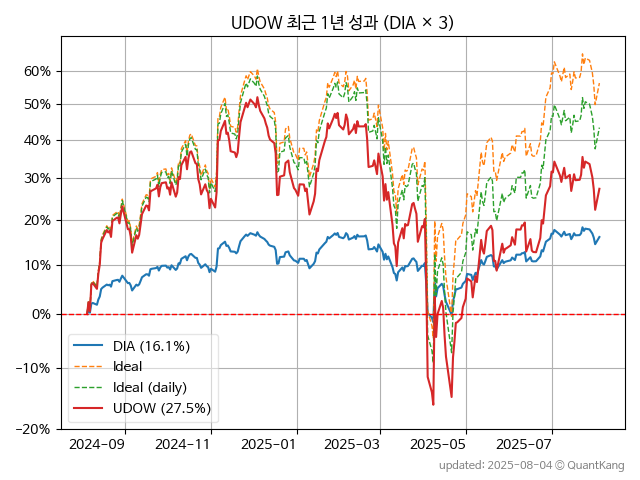 UDOW 최근 1년 성과 (DIA × 3)
60%
50%
40%
30%
20%
10%
0%
−10%
−20%
DIA (16.1%)
Ideal
Ideal (daily)
UDOW (27.5%)
2024-09
2024-11
2025-01
2025-03
2025-05
2025-07
updated: 2025-08-04 © QuantKang